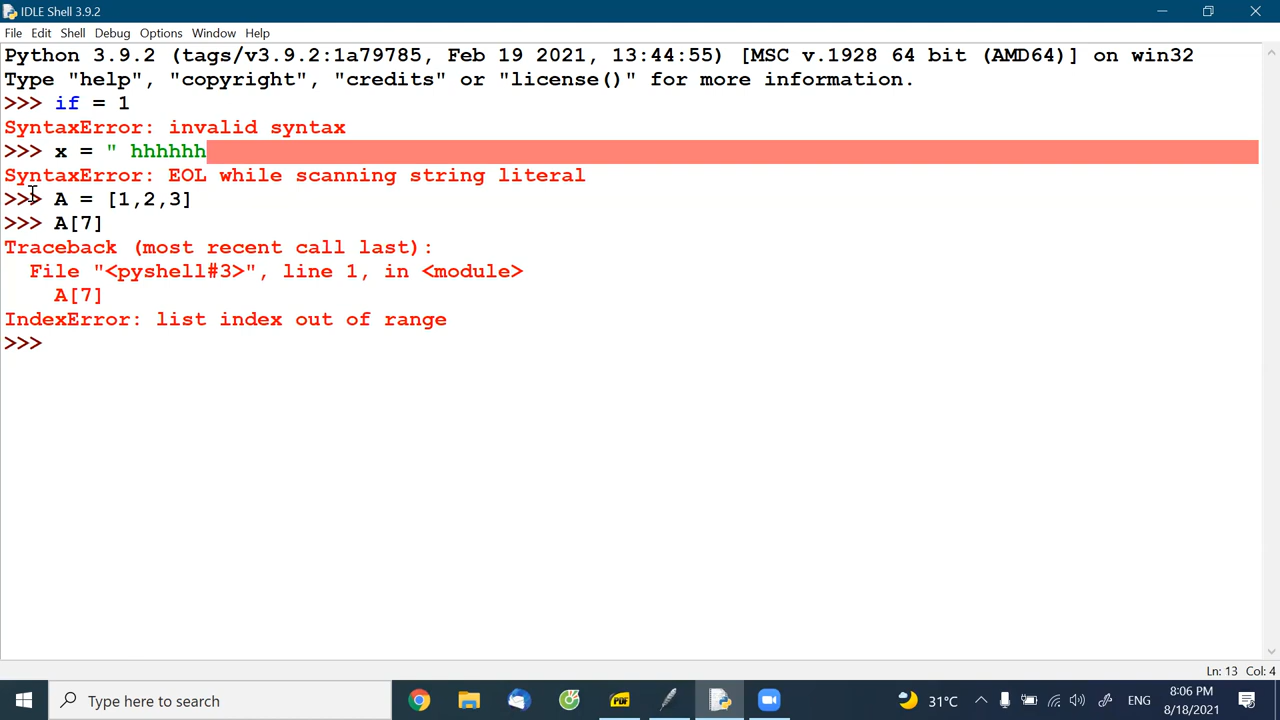 IDLE Shell 3.9.2
File Edit Shell Debug Options Window Help
Python 3.9.2 (tags/v3.9.2:1a79785, Feb 19 2021, 13:44:55) [MSC v.1928 64 bit (AMD64)] on win32
Type "help", "copyright", "credits" or "license()" for more information.
>>> if = 1
SyntaxError: invalid syntax
>>> x = " hhhhhh
SyntaxError: EOL while scanning string literal
>>> A = [1,2,3]
>>> A[7]
Traceback (most recent call last):
  File "<pyshell#3>", line 1, in <module>
    A[7]
IndexError: list index out of range
>>>
Ln: 13 Col: 4
Type here to search
PDF
31°C
ENG
8:06 PM
8/18/2021